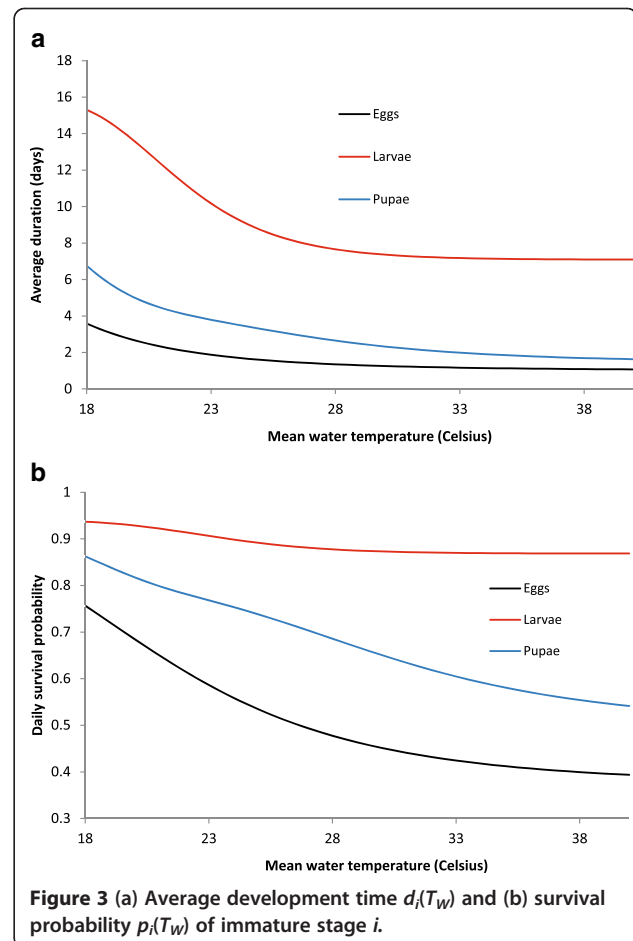 a
18
16
14
12
10
8
6
4
2
0
Average duration (days)
Eggs
Larvae
Pupae
18 23 28 33 38
Mean water temperature (Celsius)
b
1
0.9
0.8
0.7
0.6
0.5
0.4
0.3
Daily survival probability
Eggs
Larvae
Pupae
18 23 28 33 38
Mean water temperature (Celsius)
Figure 3 (a) Average development time dᵢ(T_W) and (b) survival
probability pᵢ(T_W) of immature stage i.